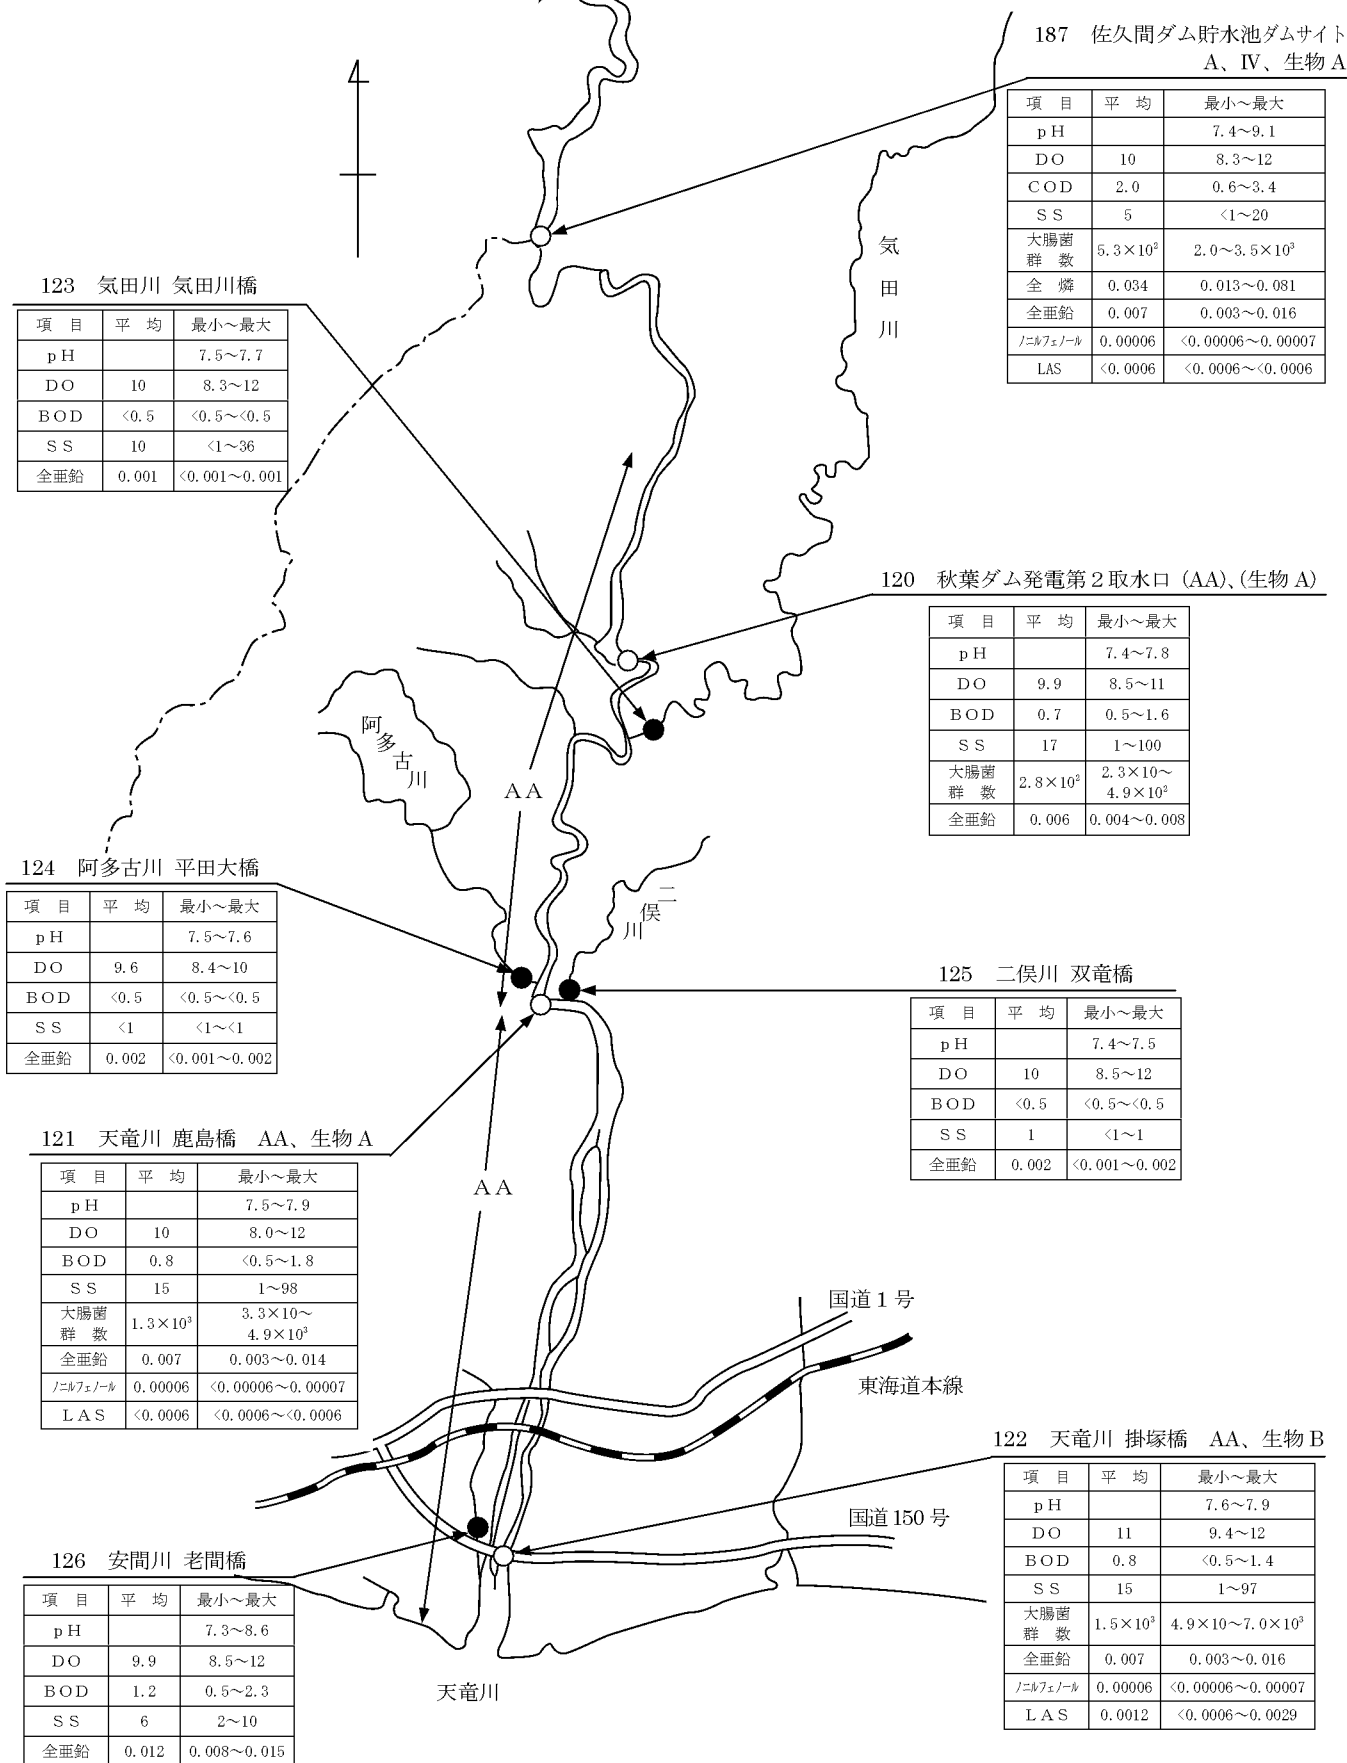 187 佐久間ダム貯水池ダムサイト
A、Ⅳ、生物 A
項 目 平 均 最小～最大
pH 7.4～9.1
DO 10 8.3～12
COD 2.0 0.6～3.4
SS 5 <1～20
大腸菌群 数 5.3×10² 2.0～3.5×10³
全 燐 0.034 0.013～0.081
全亜鉛 0.007 0.003～0.016
ノニルフェノール 0.00006 <0.00006～0.00007
LAS <0.0006 <0.0006～<0.0006
気田川
123 気田川 気田川橋
項 目 平 均 最小～最大
pH 7.5～7.7
DO 10 8.3～12
BOD <0.5 <0.5～<0.5
SS 10 <1～36
全亜鉛 0.001 <0.001～0.001
120 秋葉ダム発電第２取水口 (AA)、(生物 A)
項 目 平 均 最小～最大
pH 7.4～7.8
DO 9.9 8.5～11
BOD 0.7 0.5～1.6
SS 17 1～100
大腸菌群 数 2.8×10² 2.3×10～4.9×10²
全亜鉛 0.006 0.004～0.008
阿多古川
AA
124 阿多古川 平田大橋
項 目 平 均 最小～最大
pH 7.5～7.6
DO 9.6 8.4～10
BOD <0.5 <0.5～<0.5
SS <1 <1～<1
全亜鉛 0.002 <0.001～0.002
二俣川
125 二俣川 双竜橋
項 目 平 均 最小～最大
pH 7.4～7.5
DO 10 8.5～12
BOD <0.5 <0.5～<0.5
SS 1 <1～1
全亜鉛 0.002 <0.001～0.002
121 天竜川 鹿島橋 AA、生物 A
項 目 平 均 最小～最大
pH 7.5～7.9
DO 10 8.0～12
BOD 0.8 <0.5～1.8
SS 15 1～98
大腸菌群 数 1.3×10³ 3.3×10～4.9×10³
全亜鉛 0.007 0.003～0.014
ノニルフェノール 0.00006 <0.00006～0.00007
LAS <0.0006 <0.0006～<0.0006
AA
国道１号
東海道本線
122 天竜川 掛塚橋 AA、生物 B
項 目 平 均 最小～最大
pH 7.6～7.9
DO 11 9.4～12
BOD 0.8 <0.5～1.4
SS 15 1～97
大腸菌群 数 1.5×10³ 4.9×10～7.0×10³
全亜鉛 0.007 0.003～0.016
ノニルフェノール 0.00006 <0.00006～0.00007
LAS 0.0012 <0.0006～0.0029
国道150号
126 安間川 老間橋
項 目 平 均 最小～最大
pH 7.3～8.6
DO 9.9 8.5～12
BOD 1.2 0.5～2.3
SS 6 2～10
全亜鉛 0.012 0.008～0.015
天竜川